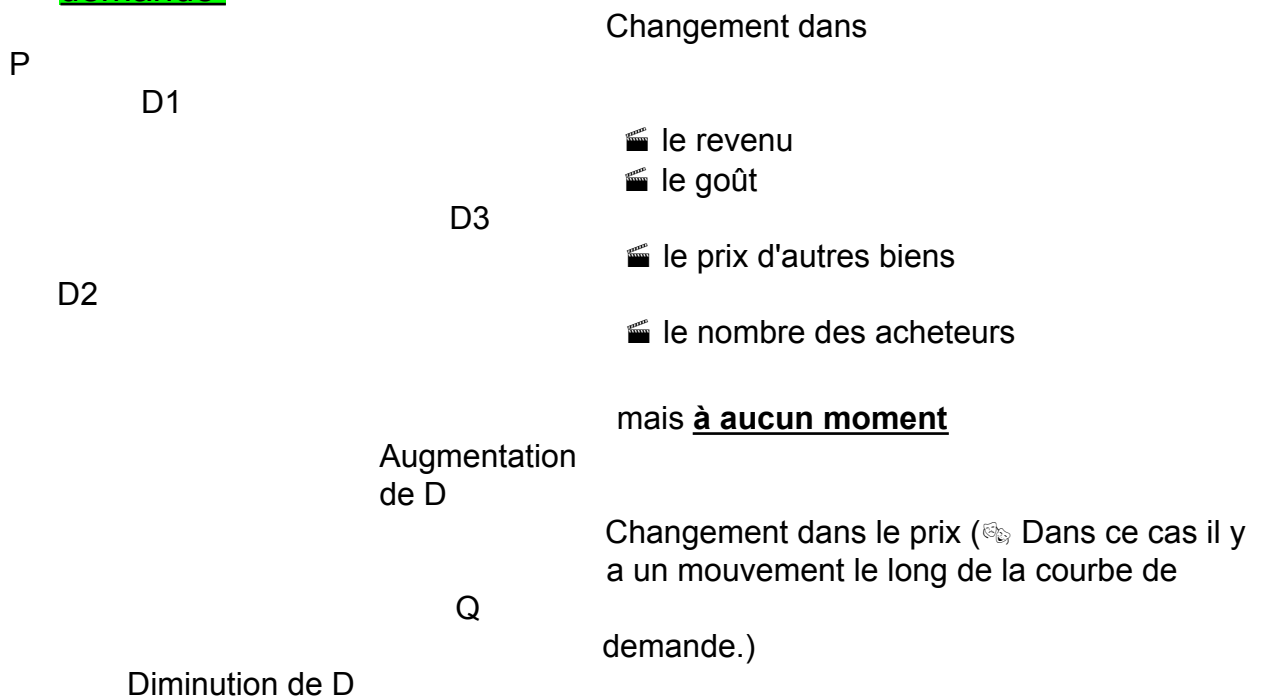 demande
Changement dans
P
D1
le revenu
le goût
D3
le prix d'autres biens
D2
le nombre des acheteurs
mais à aucun moment
Augmentation
de D
Changement dans le prix (🎭 Dans ce cas il y
a un mouvement le long de la courbe de
Q
demande.)
Diminution de D